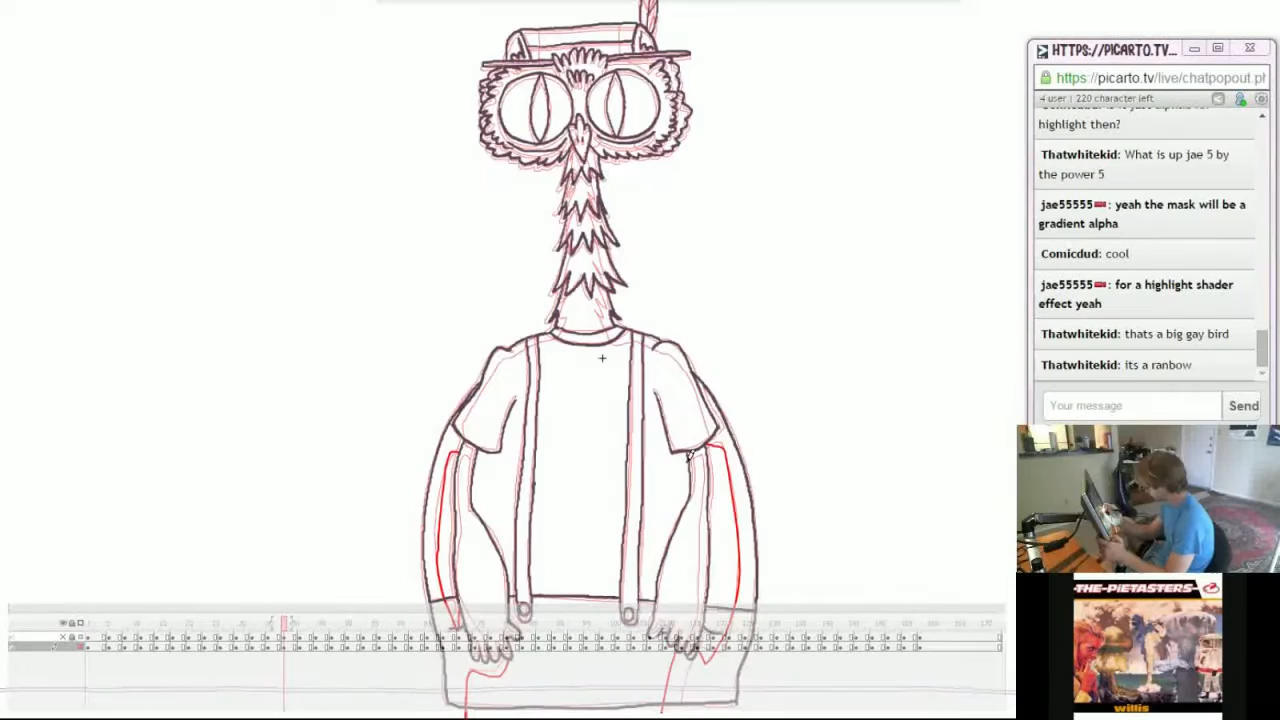 HTTPS://PICARTO.TV...
https://picarto.tv/live/chatpopout.ph
4 user | 220 character left
highlight then?
Thatwhitekid: What is up jae 5 by
the power 5
jae55555: yeah the mask will be a
gradient alpha
Comicdud: cool
jae55555: for a highlight shader
effect yeah
Thatwhitekid: thats a big gay bird
Thatwhitekid: its a ranbow
Your message
Send
THE-PIETASTERS
willis